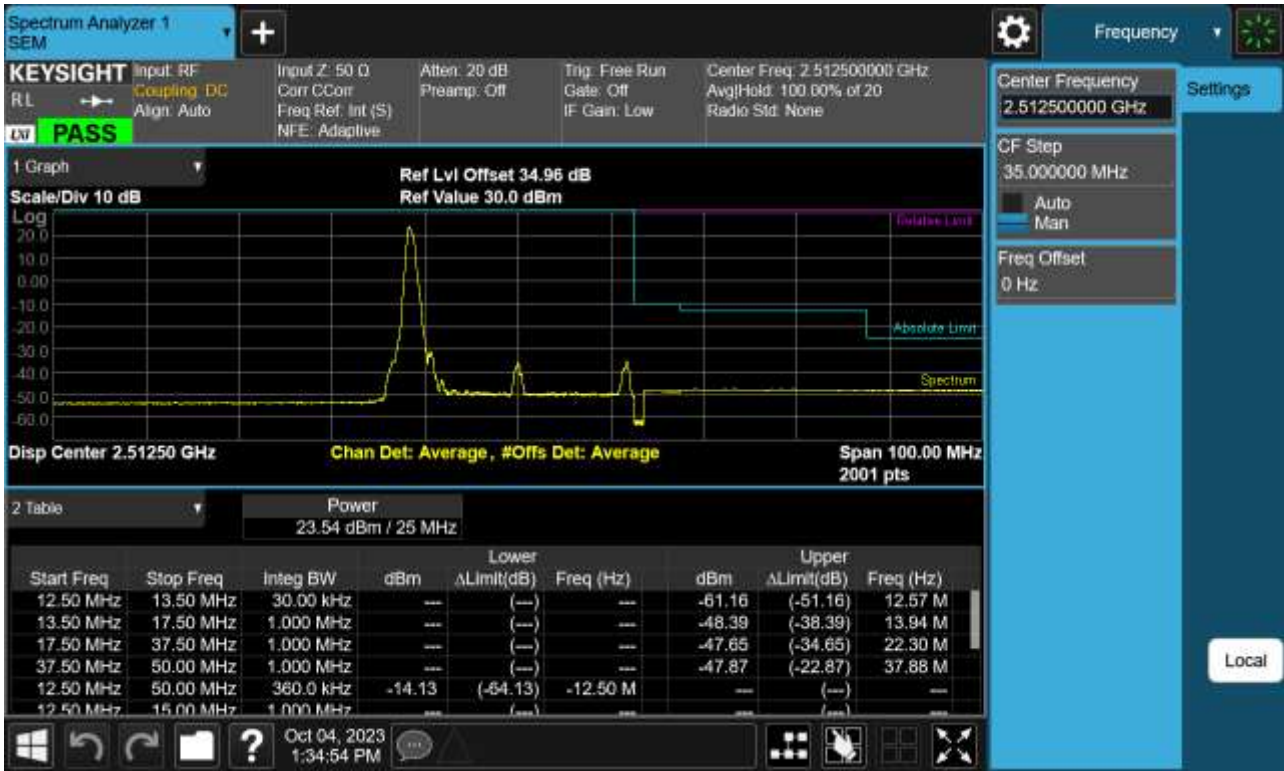 Spectrum Analyzer 1
SEM
+
Frequency
KEYSIGHT
RL
LXI PASS
Input: RF
Coupling: DC
Align: Auto
Input Z: 50 Ω
Corr CCorr
Freq Ref: Int (S)
NFE: Adaptive
Atten: 20 dB
Preamp: Off
Trig: Free Run
Gate: Off
IF Gain: Low
Center Freq: 2.512500000 GHz
Avg|Hold: 100.00% of 20
Radio Std: None
Center Frequency
2.512500000 GHz
Settings
CF Step
35.000000 MHz
Auto
Man
Freq Offset
0 Hz
1 Graph
Scale/Div 10 dB
Ref Lvl Offset 34.96 dB
Ref Value 30.0 dBm
Log
20.0
10.0
0.00
-10.0
-20.0
-30.0
-40.0
-50.0
-60.0
Relative Limit
Absolute Limit
Spectrum
Disp Center 2.51250 GHz
Chan Det: Average, #Offs Det: Average
Span 100.00 MHz
2001 pts
2 Table
Power
23.54 dBm / 25 MHz
Lower Upper
Start Freq Stop Freq Integ BW dBm ΔLimit(dB) Freq (Hz) dBm ΔLimit(dB) Freq (Hz)
12.50 MHz 13.50 MHz 30.00 kHz --- (---) --- -61.16 (-51.16) 12.57 M
13.50 MHz 17.50 MHz 1.000 MHz --- (---) --- -48.39 (-38.39) 13.94 M
17.50 MHz 37.50 MHz 1.000 MHz --- (---) --- -47.65 (-34.65) 22.30 M
37.50 MHz 50.00 MHz 1.000 MHz --- (---) --- -47.87 (-22.87) 37.88 M
12.50 MHz 50.00 MHz 360.0 kHz -14.13 (-64.13) -12.50 M --- (---) ---
12.50 MHz 15.00 MHz 1.000 MHz --- (---) --- --- (---) ---
Local
?
Oct 04, 2023
1:34:54 PM